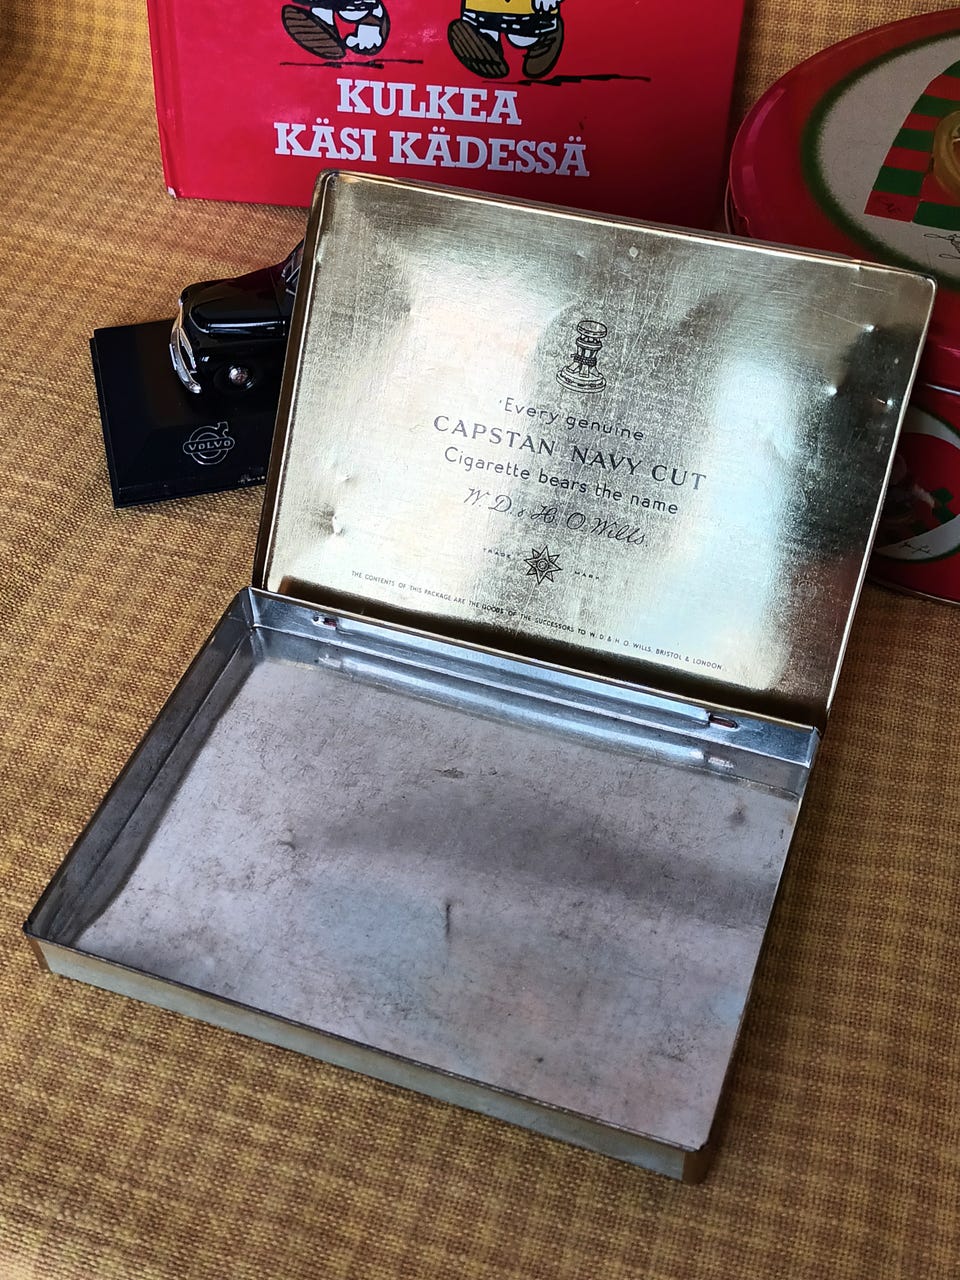 KULKEA
KÄSI KÄDESSÄ
VOLVO
Every genuine
CAPSTAN NAVY CUT
Cigarette bears the name
W. D. & H. O. Wills.
TRADE MARK
THE CONTENTS OF THIS PACKAGE ARE THE GOODS OF THE SUCCESSORS TO W. D. & H. O. WILLS, BRISTOL & LONDON.